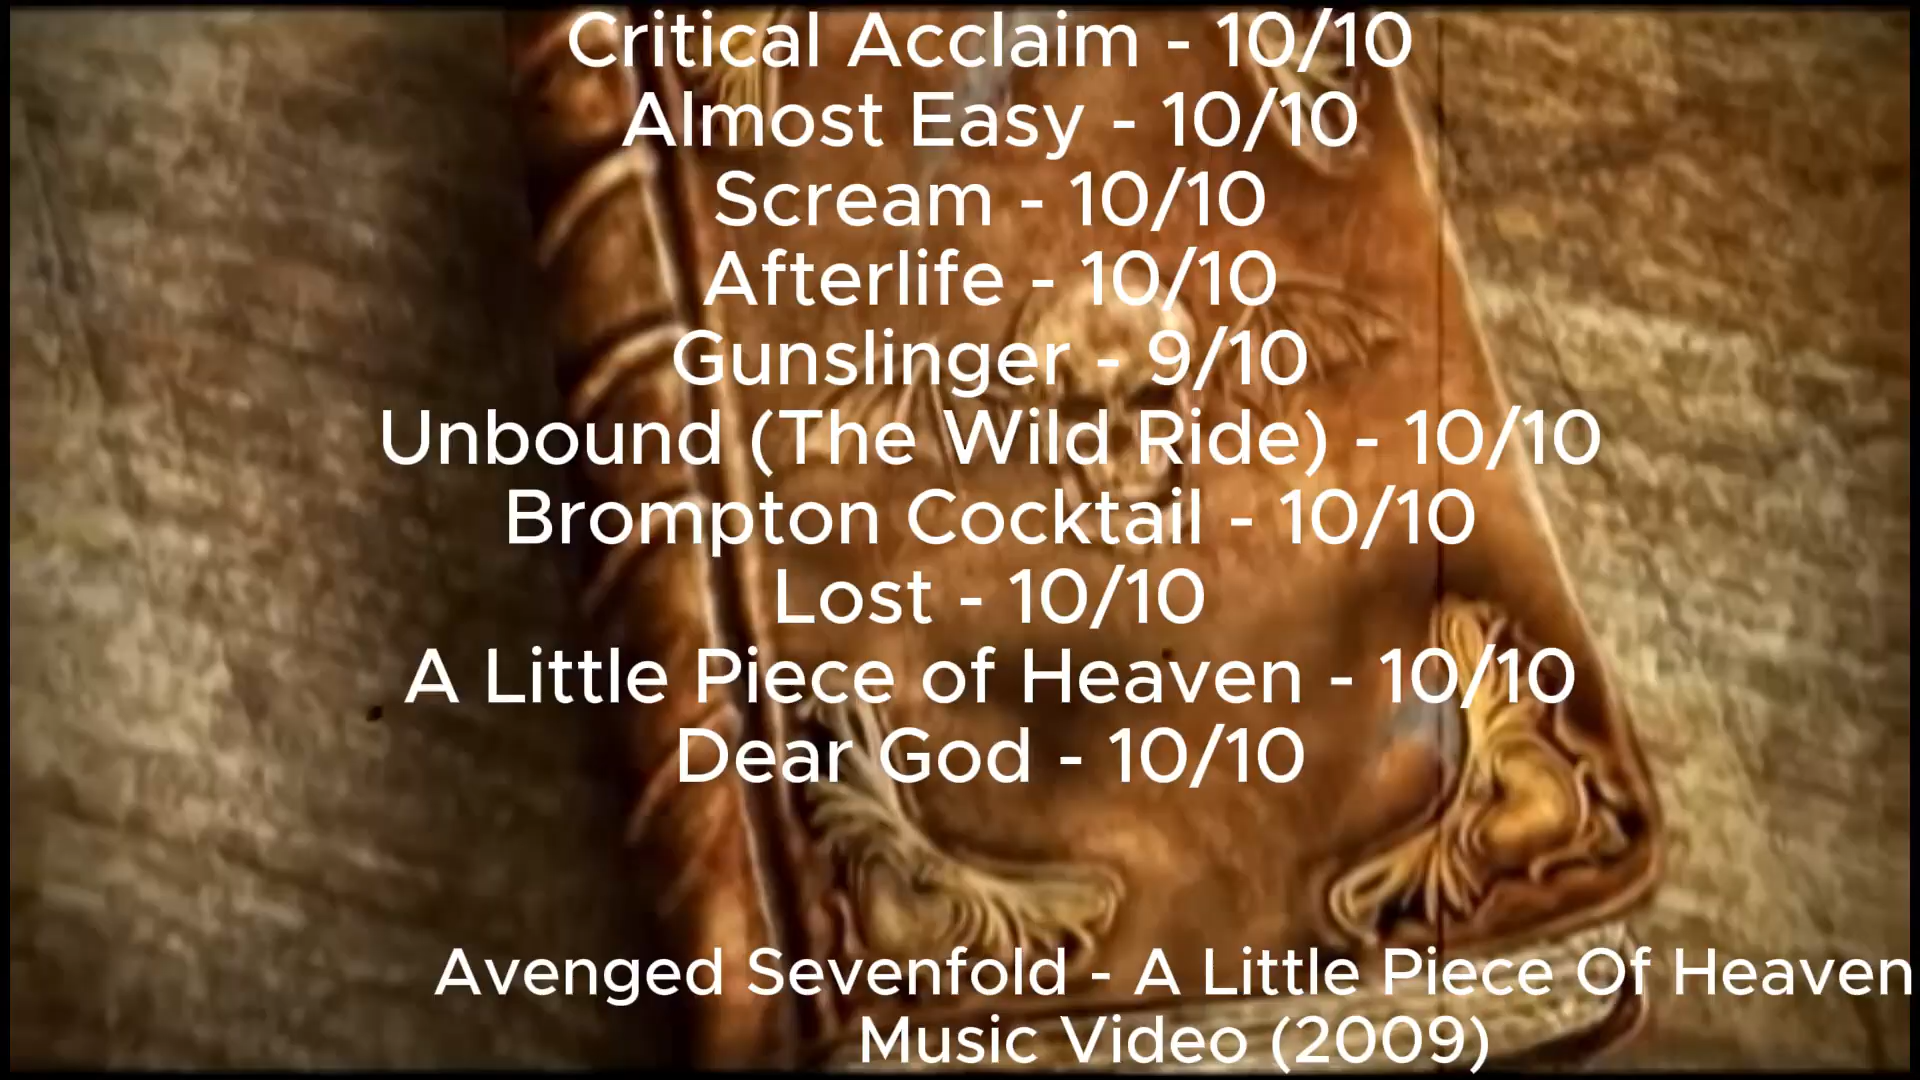 Critical Acclaim - 10/10
Almost Easy - 10/10
Scream - 10/10
Afterlife - 10/10
Gunslinger - 9/10
Unbound (The Wild Ride) - 10/10
Brompton Cocktail - 10/10
Lost - 10/10
A Little Piece of Heaven - 10/10
Dear God - 10/10
Avenged Sevenfold - A Little Piece Of Heaven
Music Video (2009)